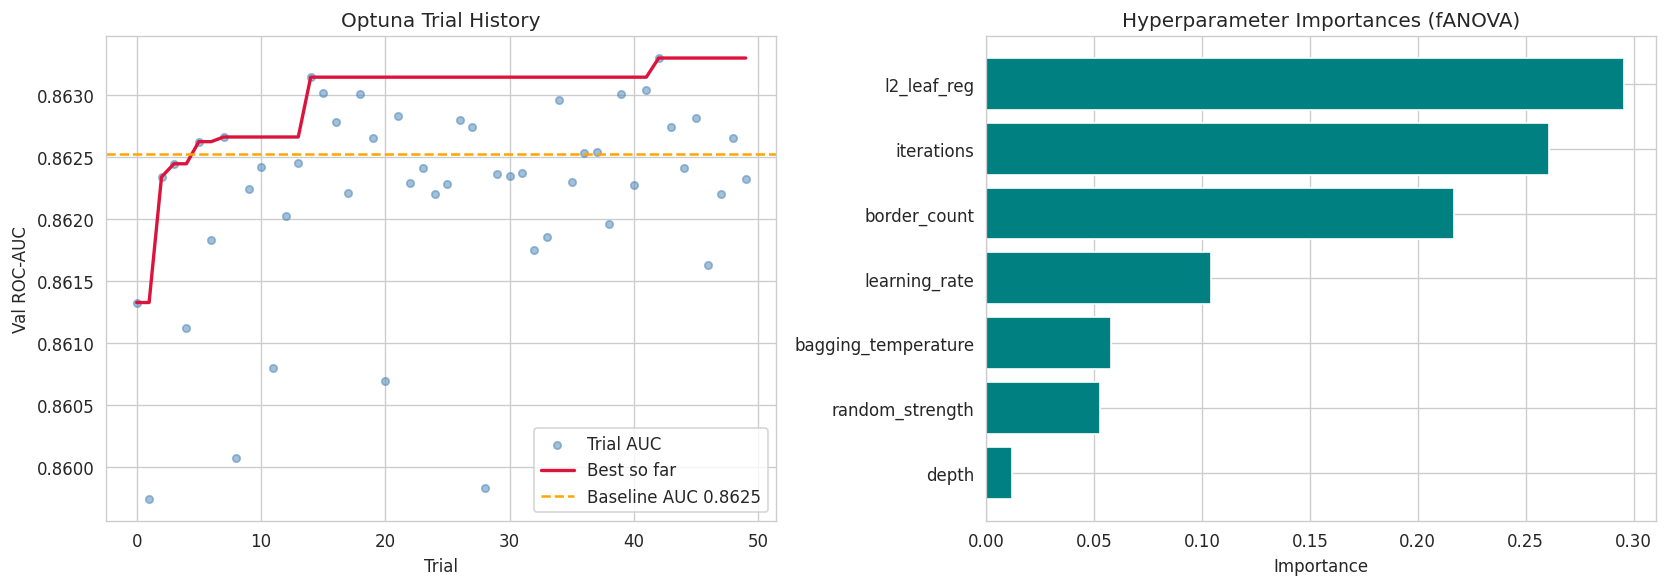 Optuna Trial History
Val ROC-AUC
0.8630
0.8625
0.8620
0.8615
0.8610
0.8605
0.8600
Trial AUC
Best so far
Baseline AUC 0.8625
0 10 20 30 40 50
Trial
Hyperparameter Importances (fANOVA)
l2_leaf_reg
iterations
border_count
learning_rate
bagging_temperature
random_strength
depth
0.00 0.05 0.10 0.15 0.20 0.25 0.30
Importance